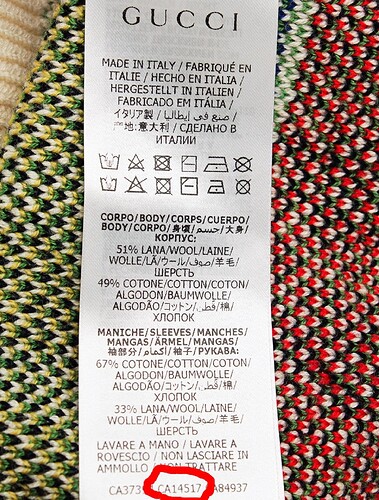 GUCCI
MADE IN ITALY / FABRIQUÉ EN
ITALIE / HECHO EN ITALIA /
HERGESTELLT IN ITALIEN /
FABRICADO EM ITÁLIA /
イタリア製 / صنع في إيطاليا /
产地:意大利 / СДЕЛАНО В
ИТАЛИИ
CORPO/BODY/CORPS/CUERPO/
BODY/CORPO/身頃/جسم/大身/
КОРПУС:
51% LANA/WOOL/LAINE/
WOLLE/LÃ/ウール/صوف/羊毛/
ШЕРСТЬ
49% COTONE/COTTON/COTON/
ALGODON/BAUMWOLLE/
ALGODÃO/コットン/قطن/棉/
ХЛОПОК
MANICHE/SLEEVES/MANCHES/
MANGAS/ÄRMEL/MANGAS/
袖部分/أكمام/袖子/РУКАВА:
67% COTONE/COTTON/COTON/
ALGODON/BAUMWOLLE/
ALGODÃO/コットン/قطن/棉/
ХЛОПОК
33% LANA/WOOL/LAINE/
WOLLE/LÃ/ウール/صوف/羊毛/
ШЕРСТЬ
LAVARE A MANO / LAVARE A
ROVESCIO / NON LASCIARE IN
AMMOLLO / NON TRATTARE
CA14517